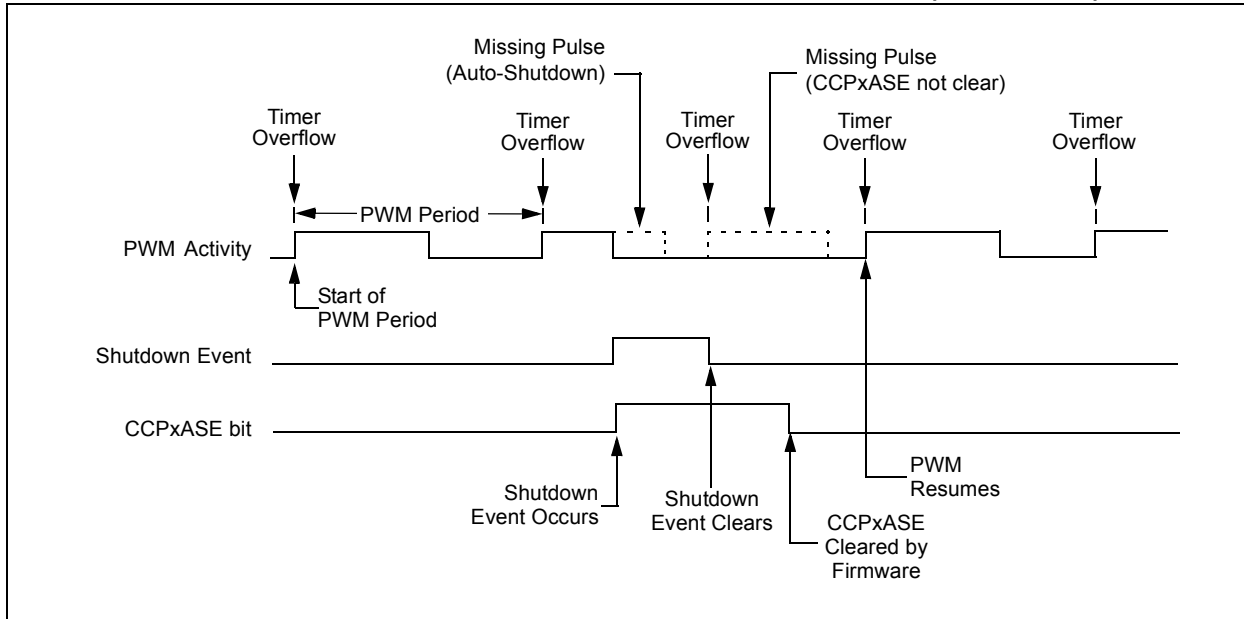 Missing Pulse
(Auto-Shutdown)
Missing Pulse
(CCPxASE not clear)
Timer
Overflow
Timer
Overflow
Timer
Overflow
Timer
Overflow
Timer
Overflow
PWM Period
PWM Activity
Start of
PWM Period
Shutdown Event
CCPxASE bit
Shutdown
Event Occurs
Shutdown
Event Clears
CCPxASE
Cleared by
Firmware
PWM
Resumes